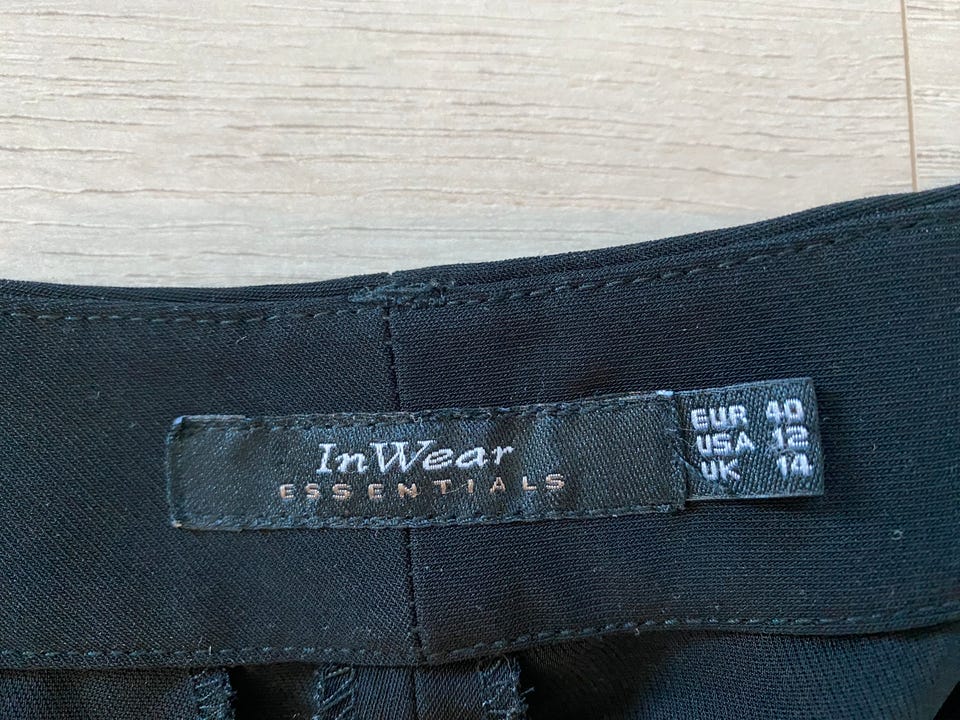 InWear
ESSENTIALS
EUR 40
USA 12
UK 14